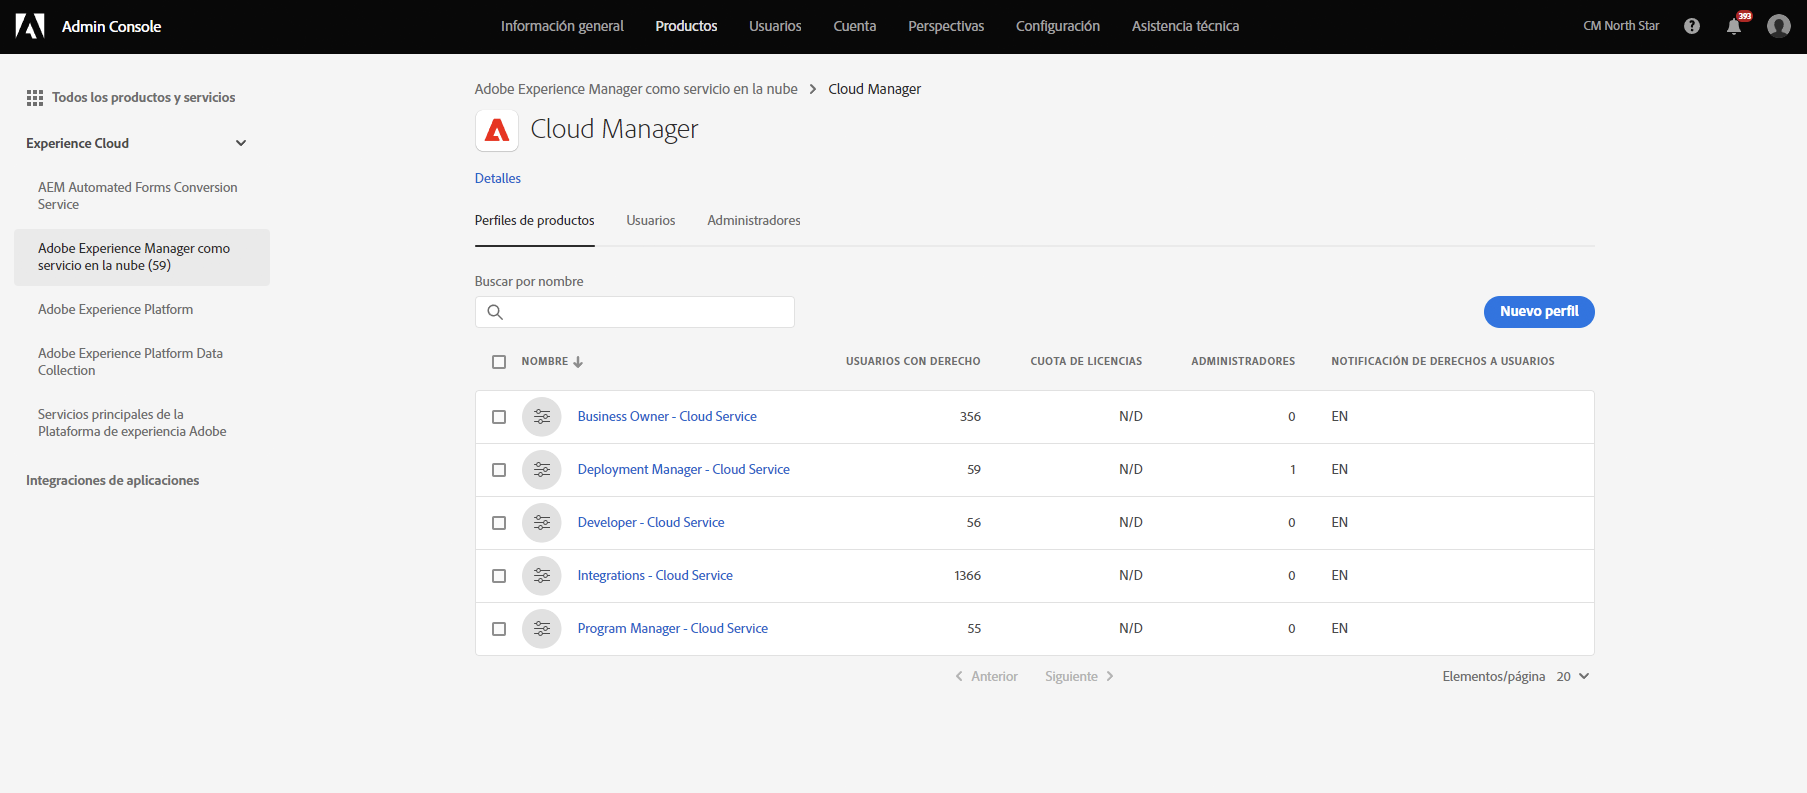 Admin Console
Información general
Productos
Usuarios
Cuenta
Perspectivas
Configuración
Asistencia técnica
CM North Star
393
Todos los productos y servicios
Experience Cloud
AEM Automated Forms Conversion
Service
Adobe Experience Manager como
servicio en la nube (59)
Adobe Experience Platform
Adobe Experience Platform Data
Collection
Servicios principales de la
Plataforma de experiencia Adobe
Integraciones de aplicaciones
Adobe Experience Manager como servicio en la nube > Cloud Manager
Cloud Manager
Detalles
Perfiles de productos
Usuarios
Administradores
Buscar por nombre
Nuevo perfil
NOMBRE USUARIOS CON DERECHO CUOTA DE LICENCIAS ADMINISTRADORES NOTIFICACIÓN DE DERECHOS A USUARIOS
Business Owner - Cloud Service 356 N/D 0 EN
Deployment Manager - Cloud Service 59 N/D 1 EN
Developer - Cloud Service 56 N/D 0 EN
Integrations - Cloud Service 1366 N/D 0 EN
Program Manager - Cloud Service 55 N/D 0 EN
Anterior Siguiente Elementos/página 20